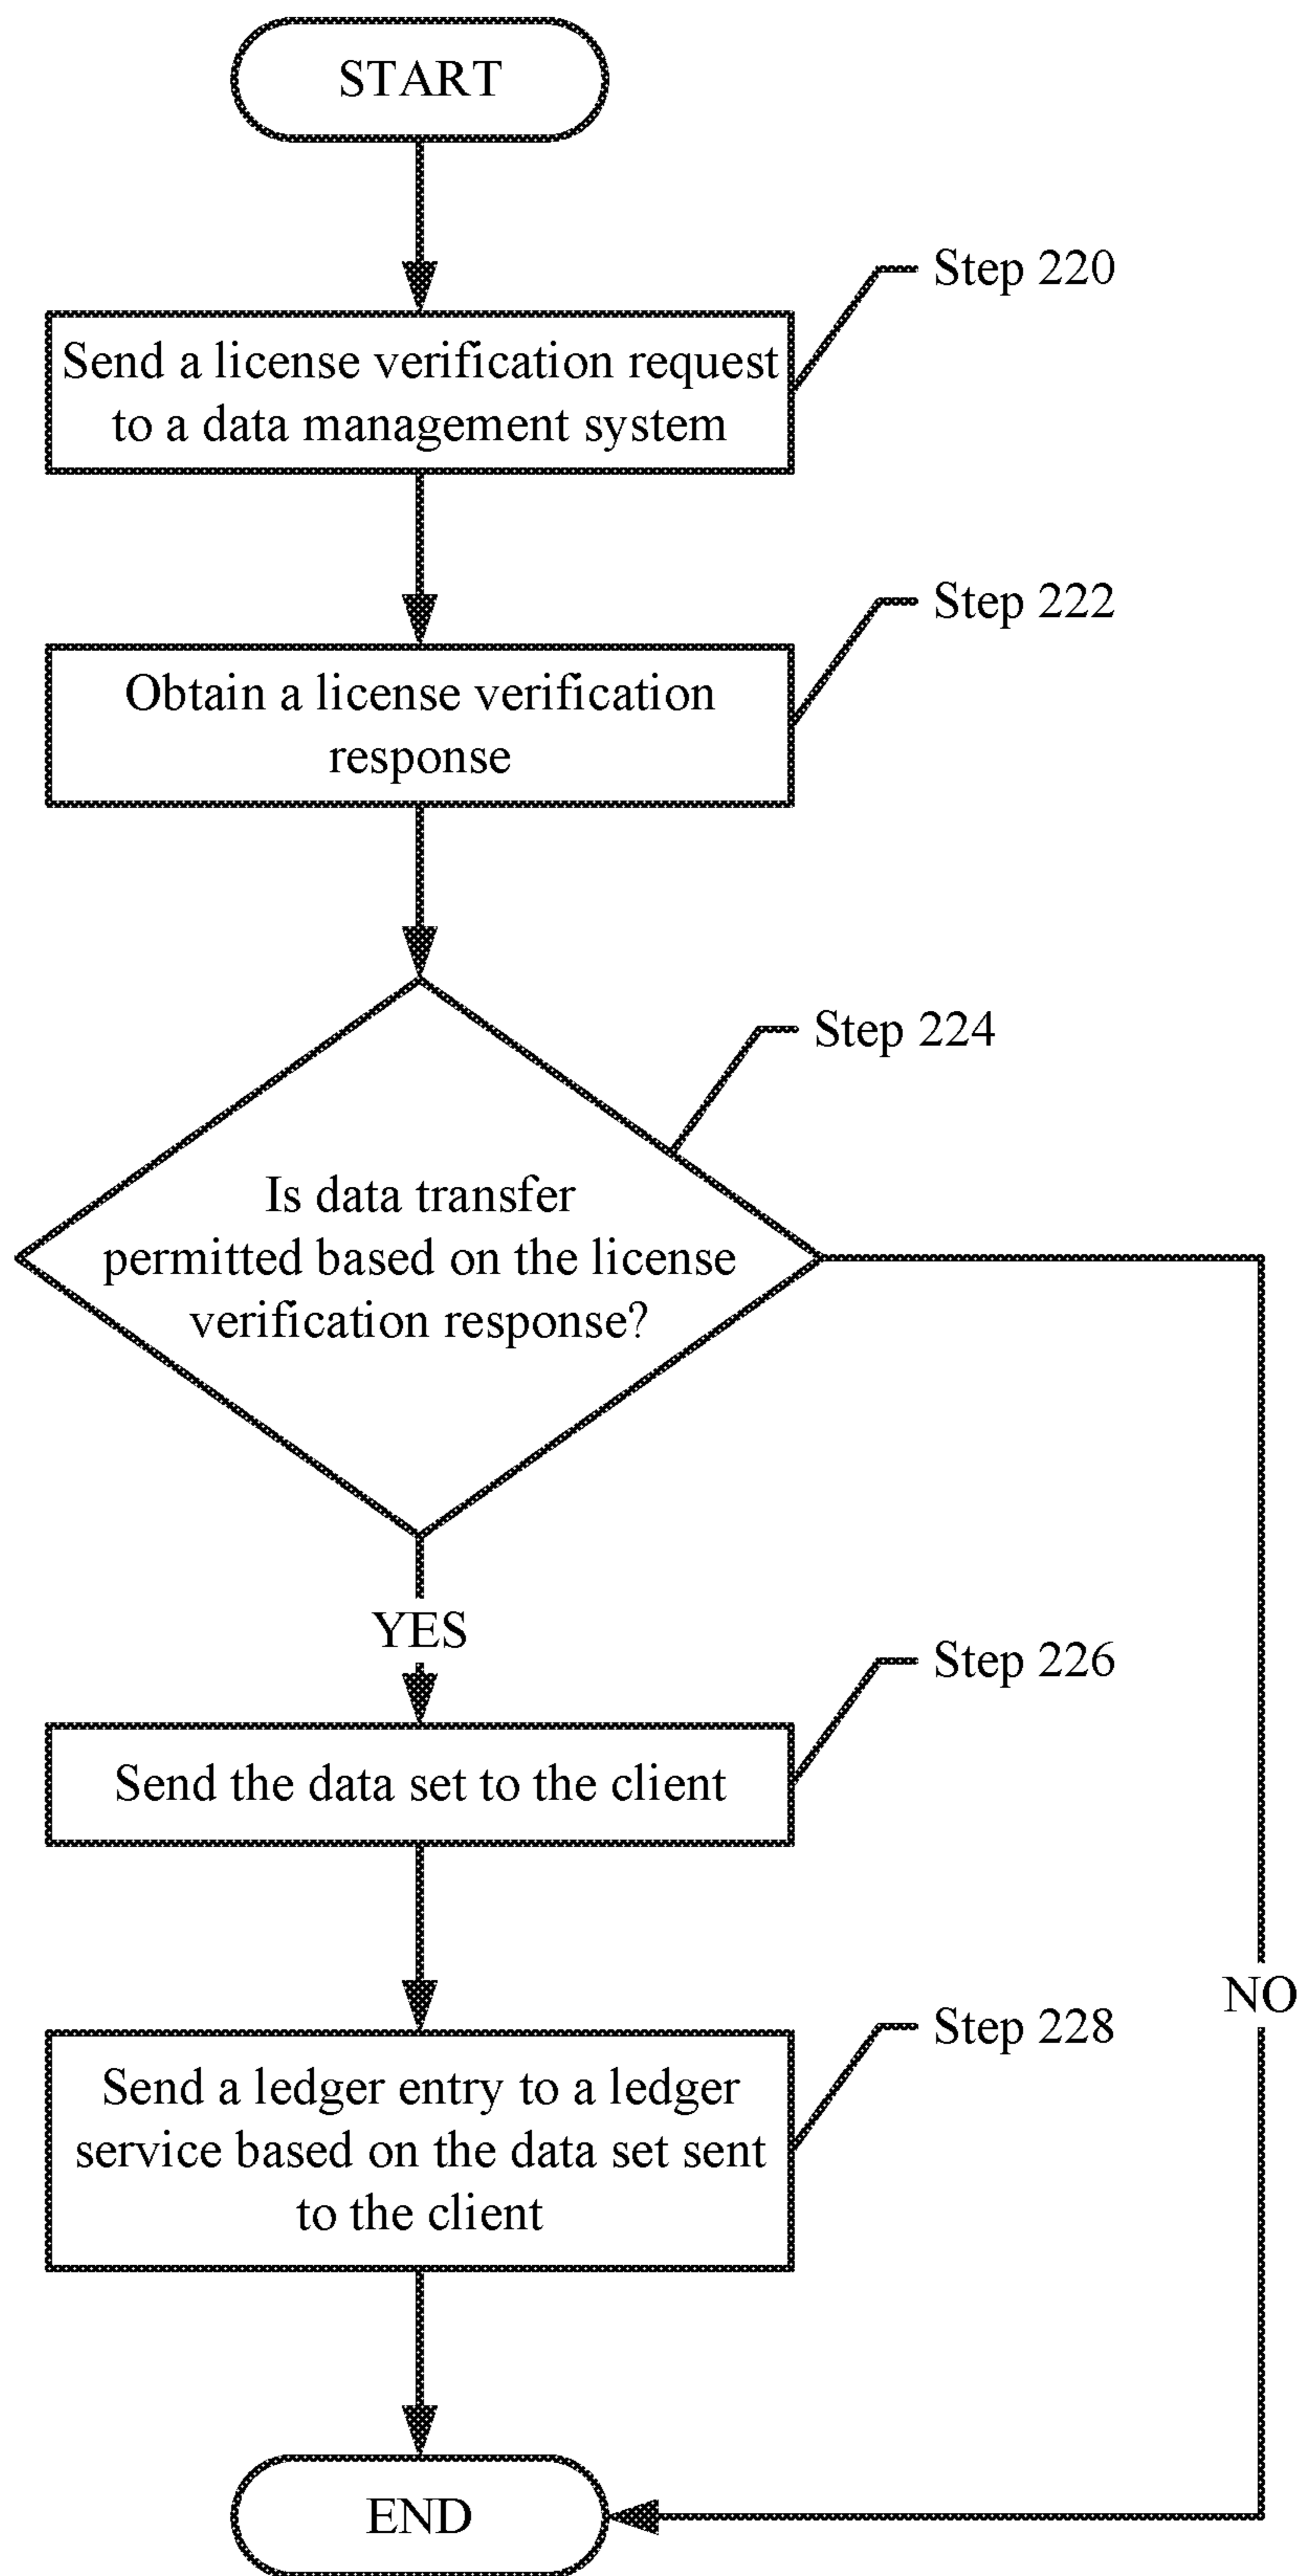 START
Step 220
Send a license verification request
to a data management system
Step 222
Obtain a license verification
response
Step 224
Is data transfer
permitted based on the license
verification response?
YES
Step 226
Send the data set to the client
NO
Step 228
Send a ledger entry to a ledger
service based on the data set sent
to the client
END